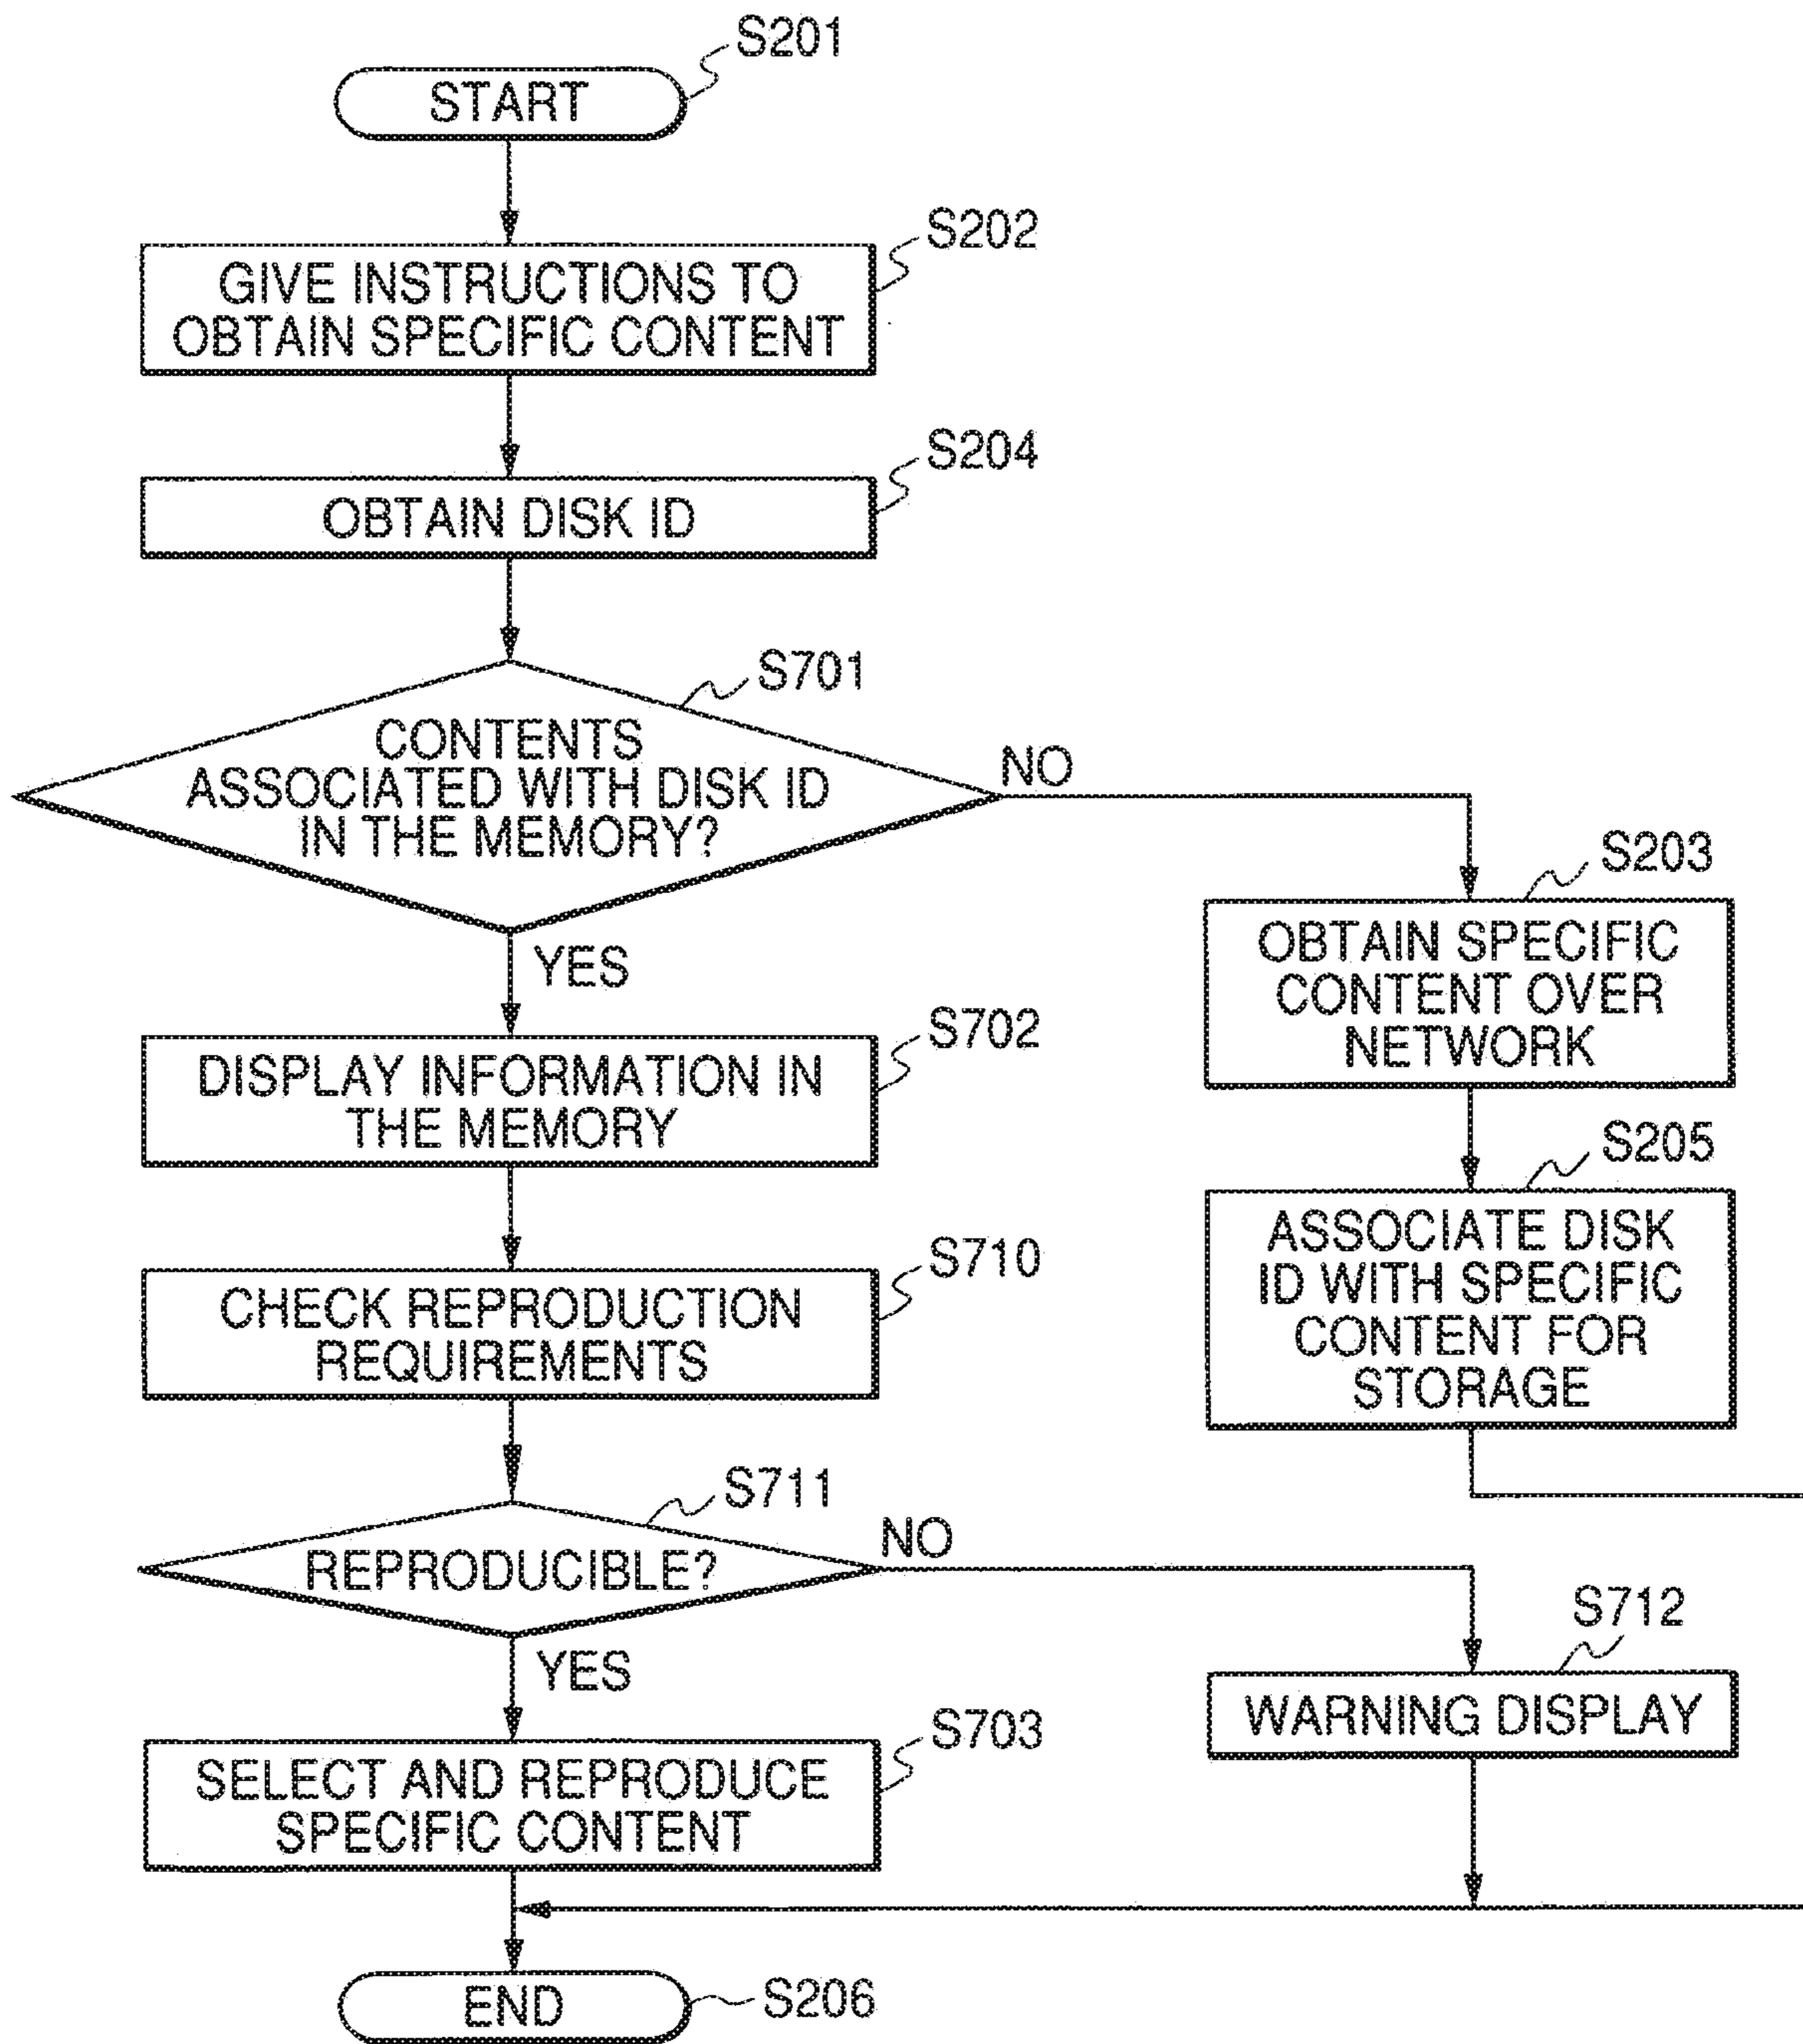 S201
START
S202
GIVE INSTRUCTIONS TO
OBTAIN SPECIFIC CONTENT
S204
OBTAIN DISK ID
S701
CONTENTS
ASSOCIATED WITH DISK ID
IN THE MEMORY?
NO
YES
S203
OBTAIN SPECIFIC
CONTENT OVER
NETWORK
S702
DISPLAY INFORMATION IN
THE MEMORY
S205
ASSOCIATE DISK
ID WITH SPECIFIC
CONTENT FOR
STORAGE
S710
CHECK REPRODUCTION
REQUIREMENTS
S711
REPRODUCIBLE?
NO
YES
S712
WARNING DISPLAY
S703
SELECT AND REPRODUCE
SPECIFIC CONTENT
END
S206